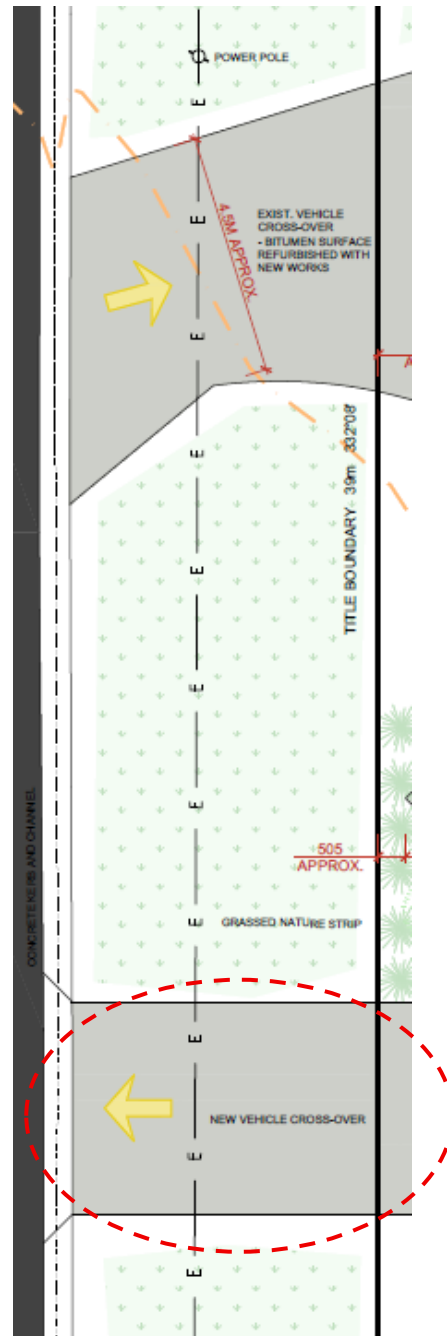 POWER POLE
E
E
EXIST. VEHICLE
CROSS-OVER
- BITUMEN SURFACE
REFURBISHED WITH
NEW WORKS
4.5M APPROX.
E
E
A
E
TITLE BOUNDARY 39m 332°08'
E
E
E
CONCRETE KERB AND CHANNEL
505
APPROX.
E
GRASSED NATURE STRIP
E
NEW VEHICLE CROSS-OVER
E
E